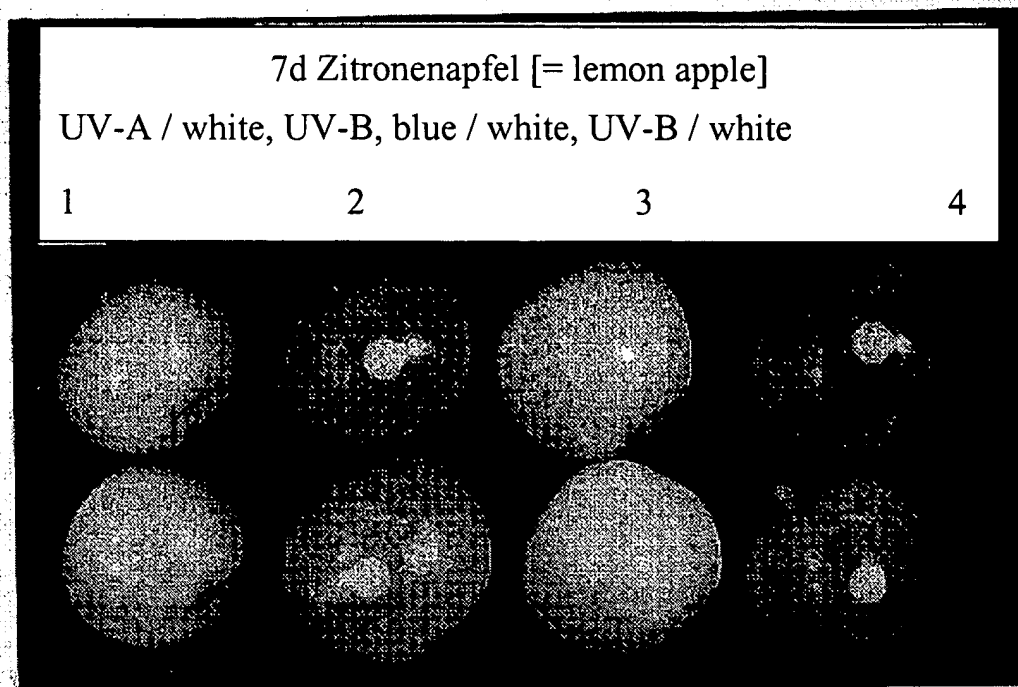 7d Zitronenapfel [= lemon apple]
UV-A / white, UV-B, blue / white, UV-B / white
1 2 3 4